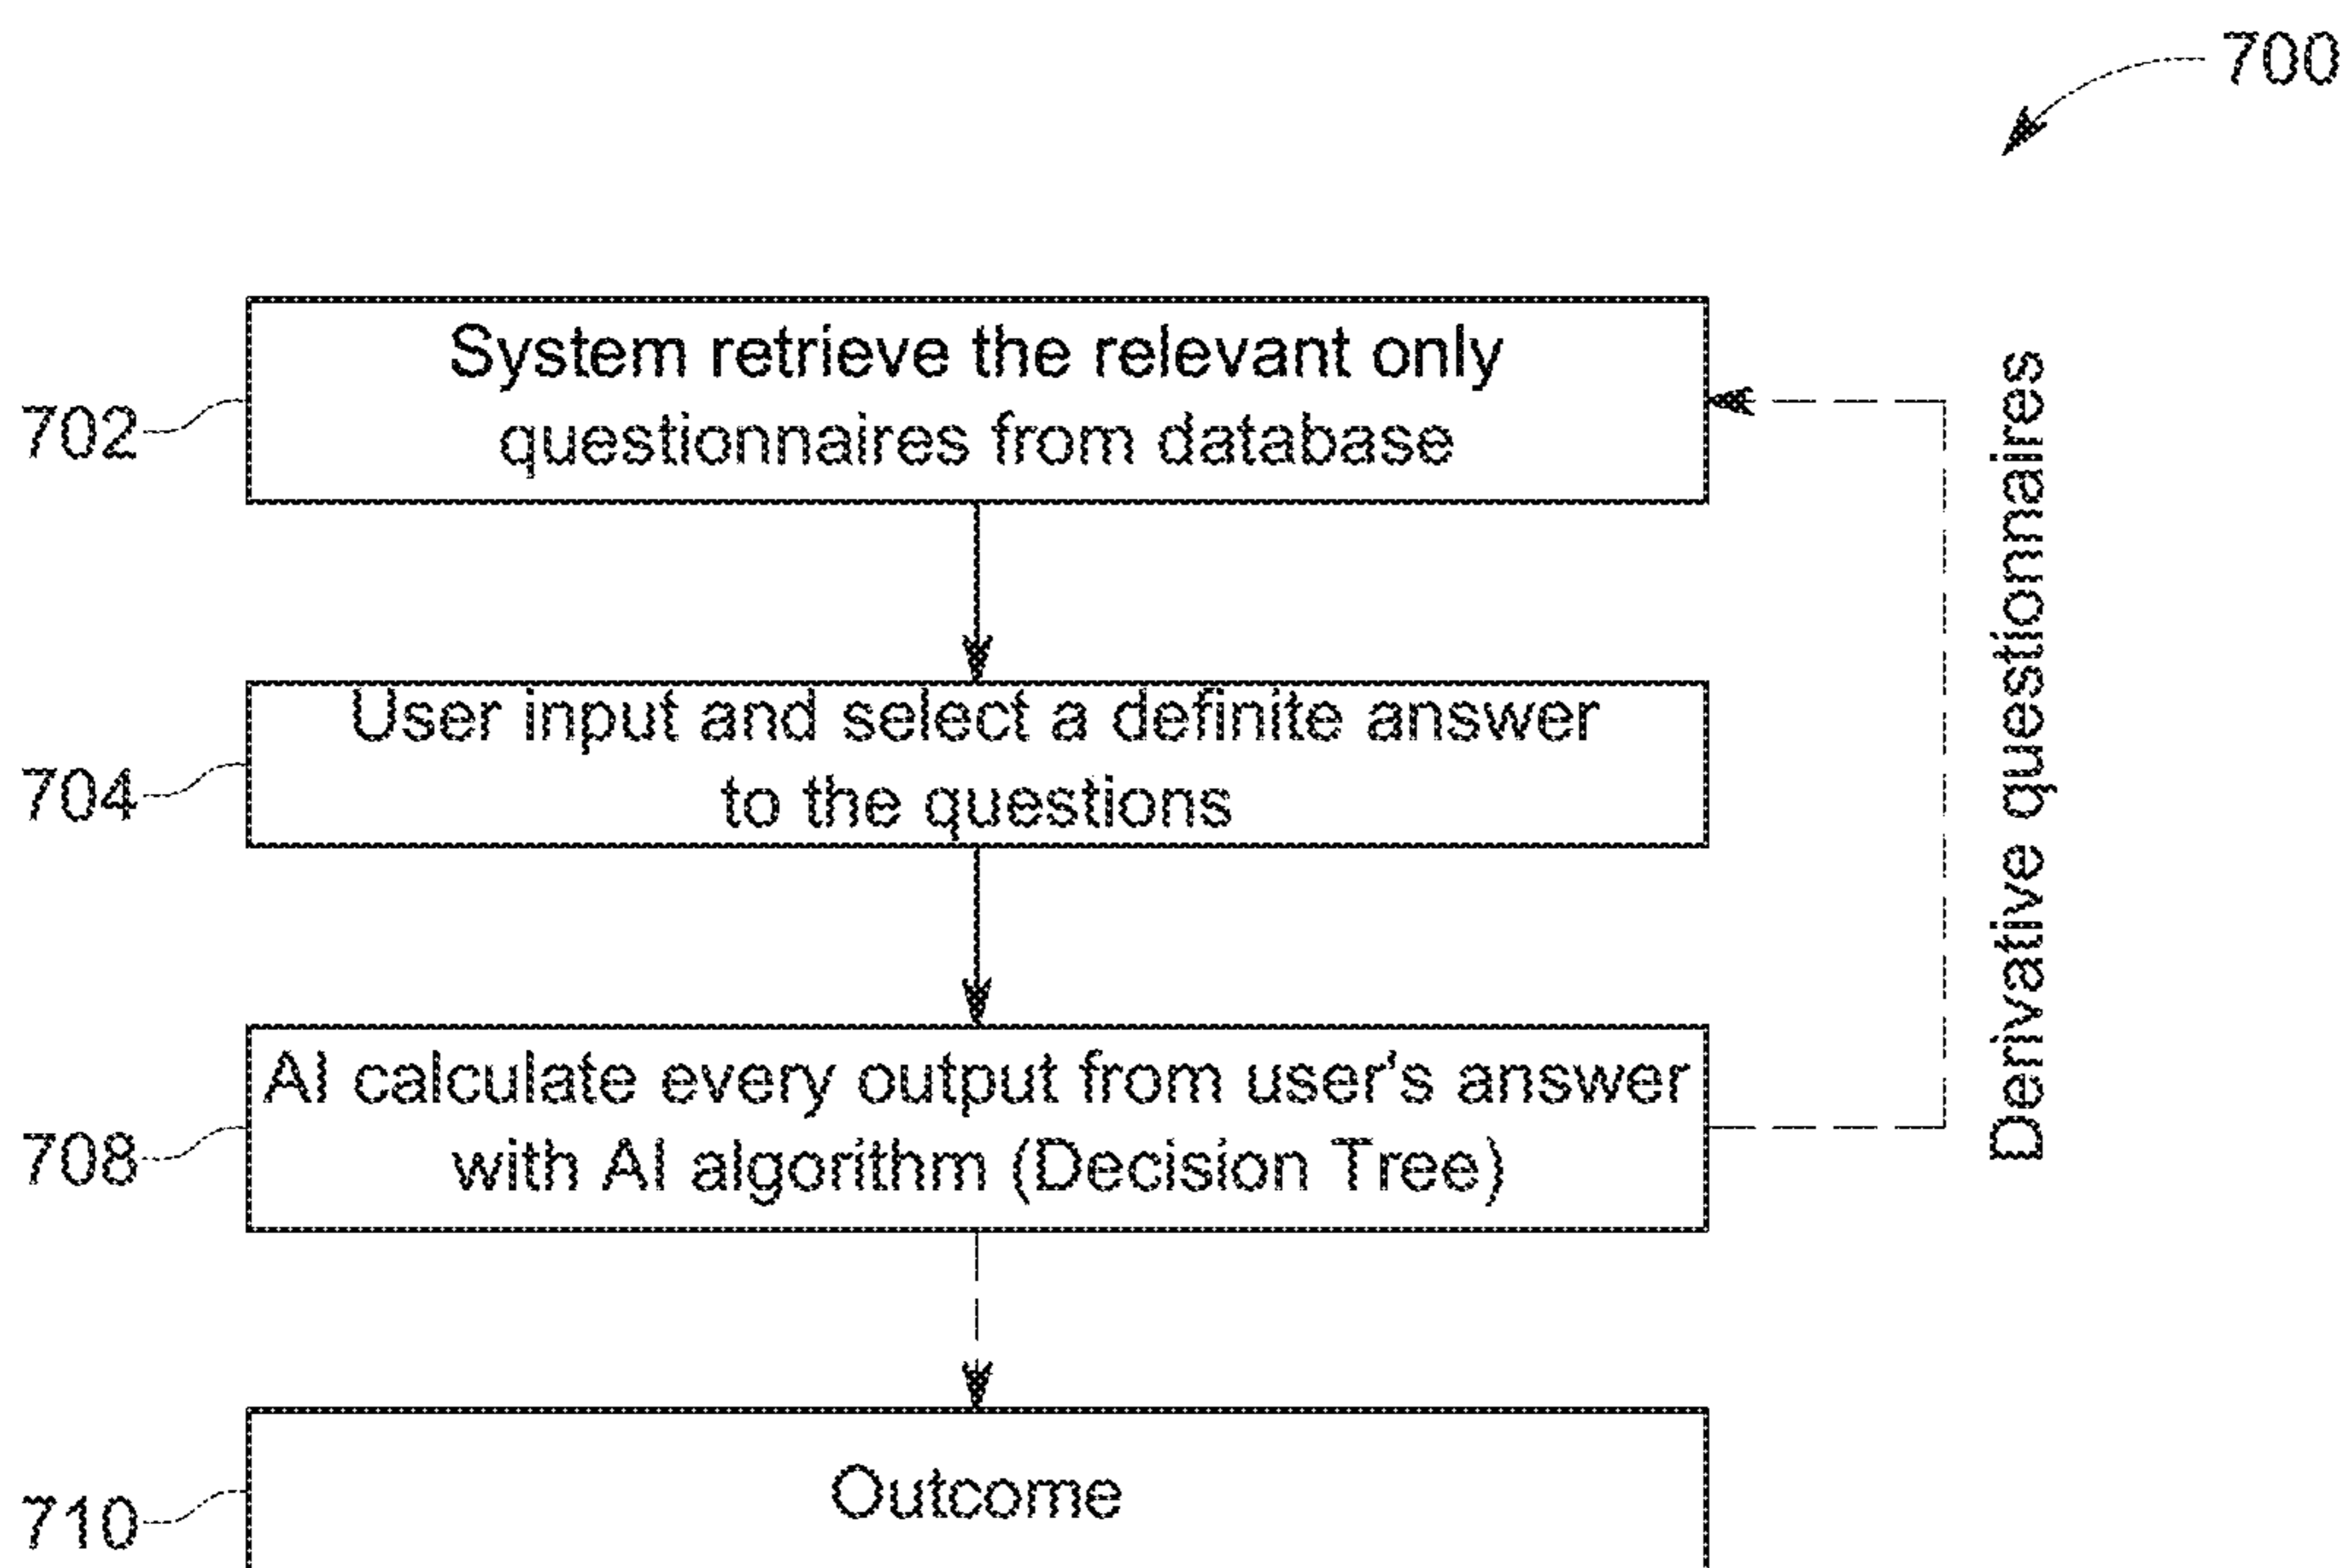 700
System retrieve the relevant only
questionnaires from database
702
User input and select a definite answer
to the questions
704
AI calculate every output from user's answer
with AI algorithm (Decision Tree)
708
Derivative questionnaires
Outcome
710